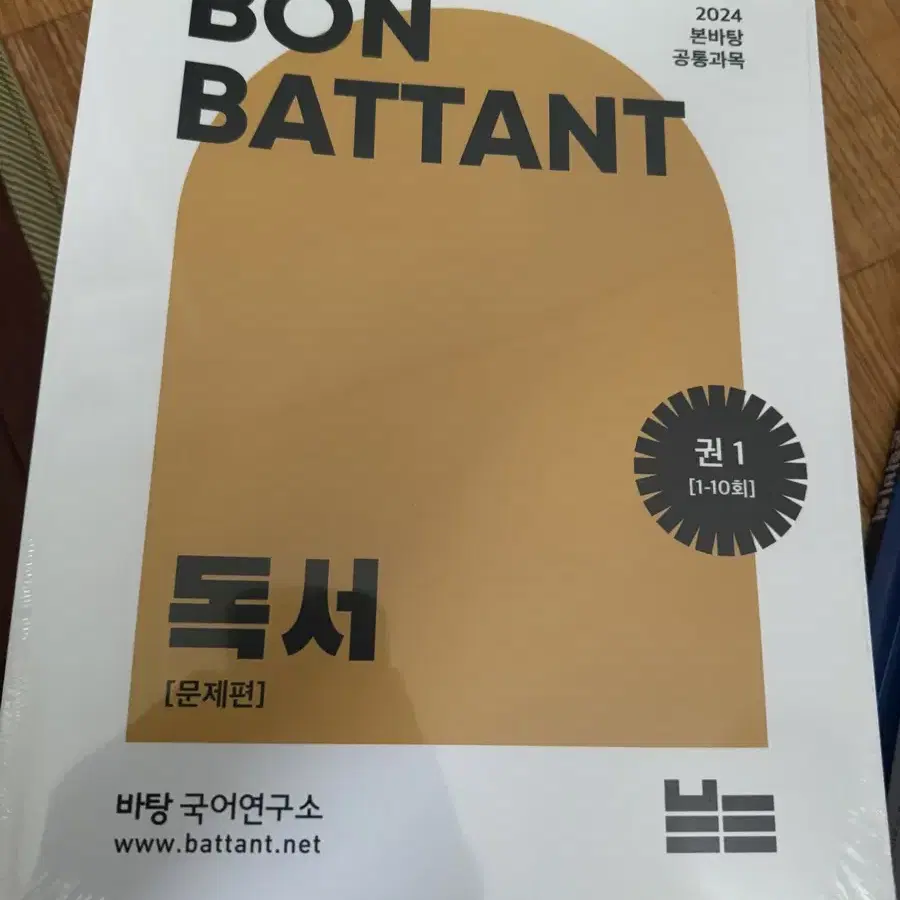 BON
BATTANT
2024
본바탕
공통과목
권 1
[1-10회]
독서
[문제편]
바탕 국어연구소
www.battant.net